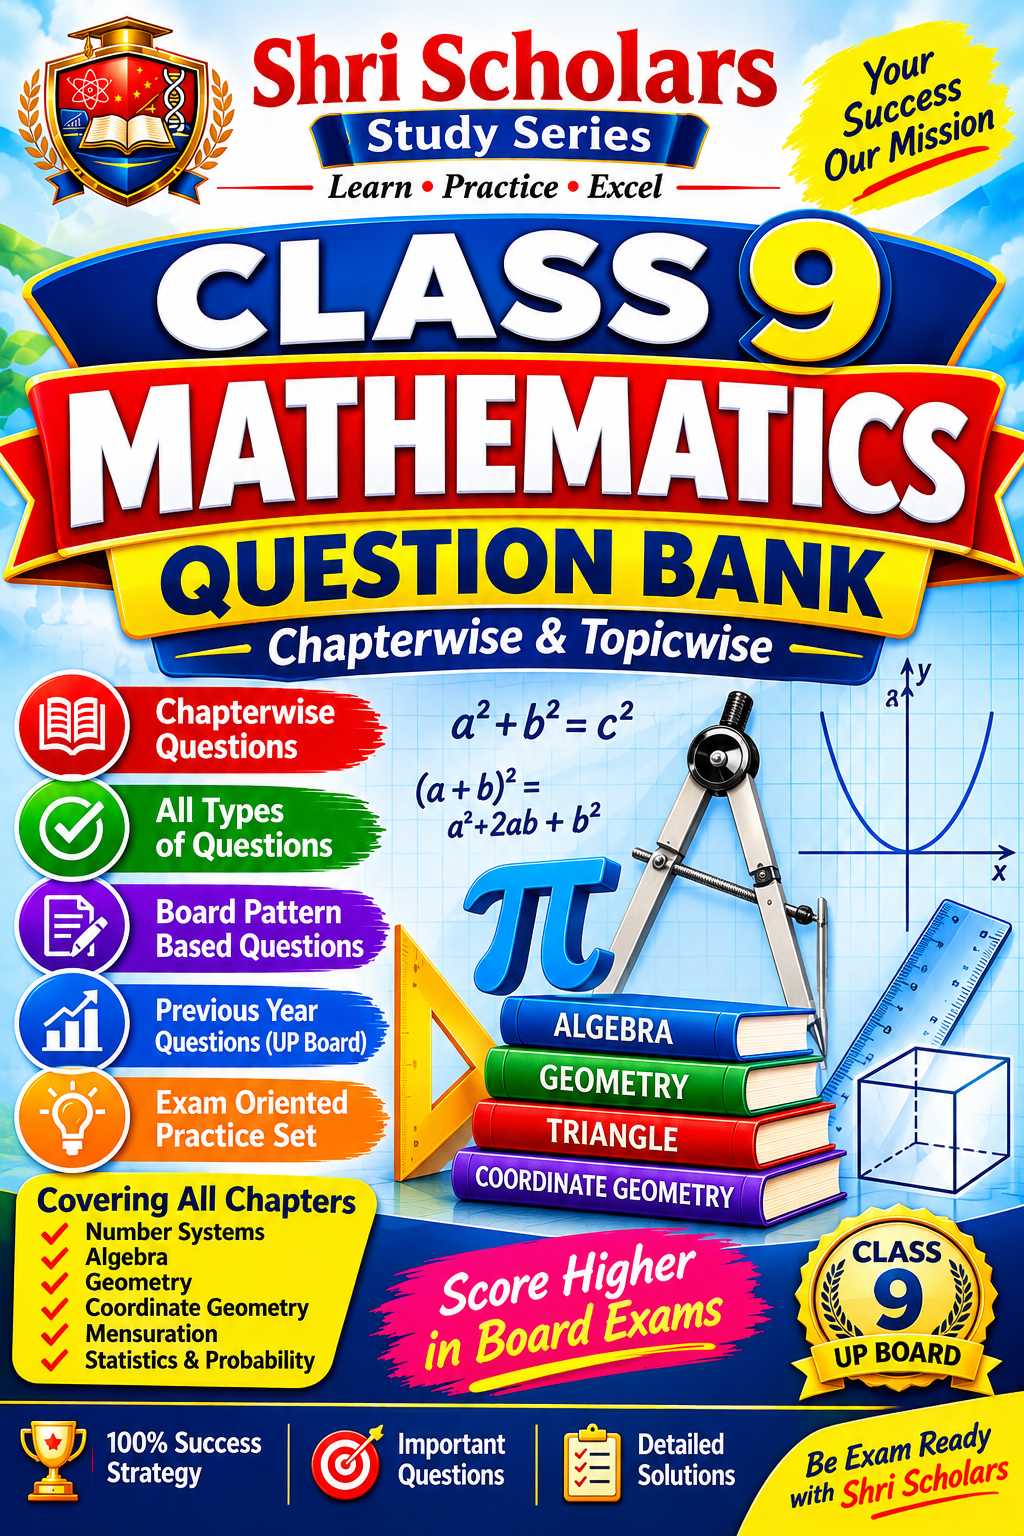 Shri Scholars
Study Series
Learn • Practice • Excel
Your
Success
Our Mission
CLASS 9
MATHEMATICS
QUESTION BANK
Chapterwise & Topicwise
Chapterwise
Questions
All Types
of Questions
Board Pattern
Based Questions
Previous Year
Questions (UP Board)
Exam Oriented
Practice Set
a² + b² = c²
(a + b)² =
a²+2ab + b²
y
a
x
π
ALGEBRA
GEOMETRY
TRIANGLE
COORDINATE GEOMETRY
Covering All Chapters
Number Systems
Algebra
Geometry
Coordinate Geometry
Mensuration
Statistics & Probability
Score Higher
in Board Exams
CLASS
9
UP BOARD
100% Success
Strategy
Important
Questions
Detailed
Solutions
Be Exam Ready
with Shri Scholars